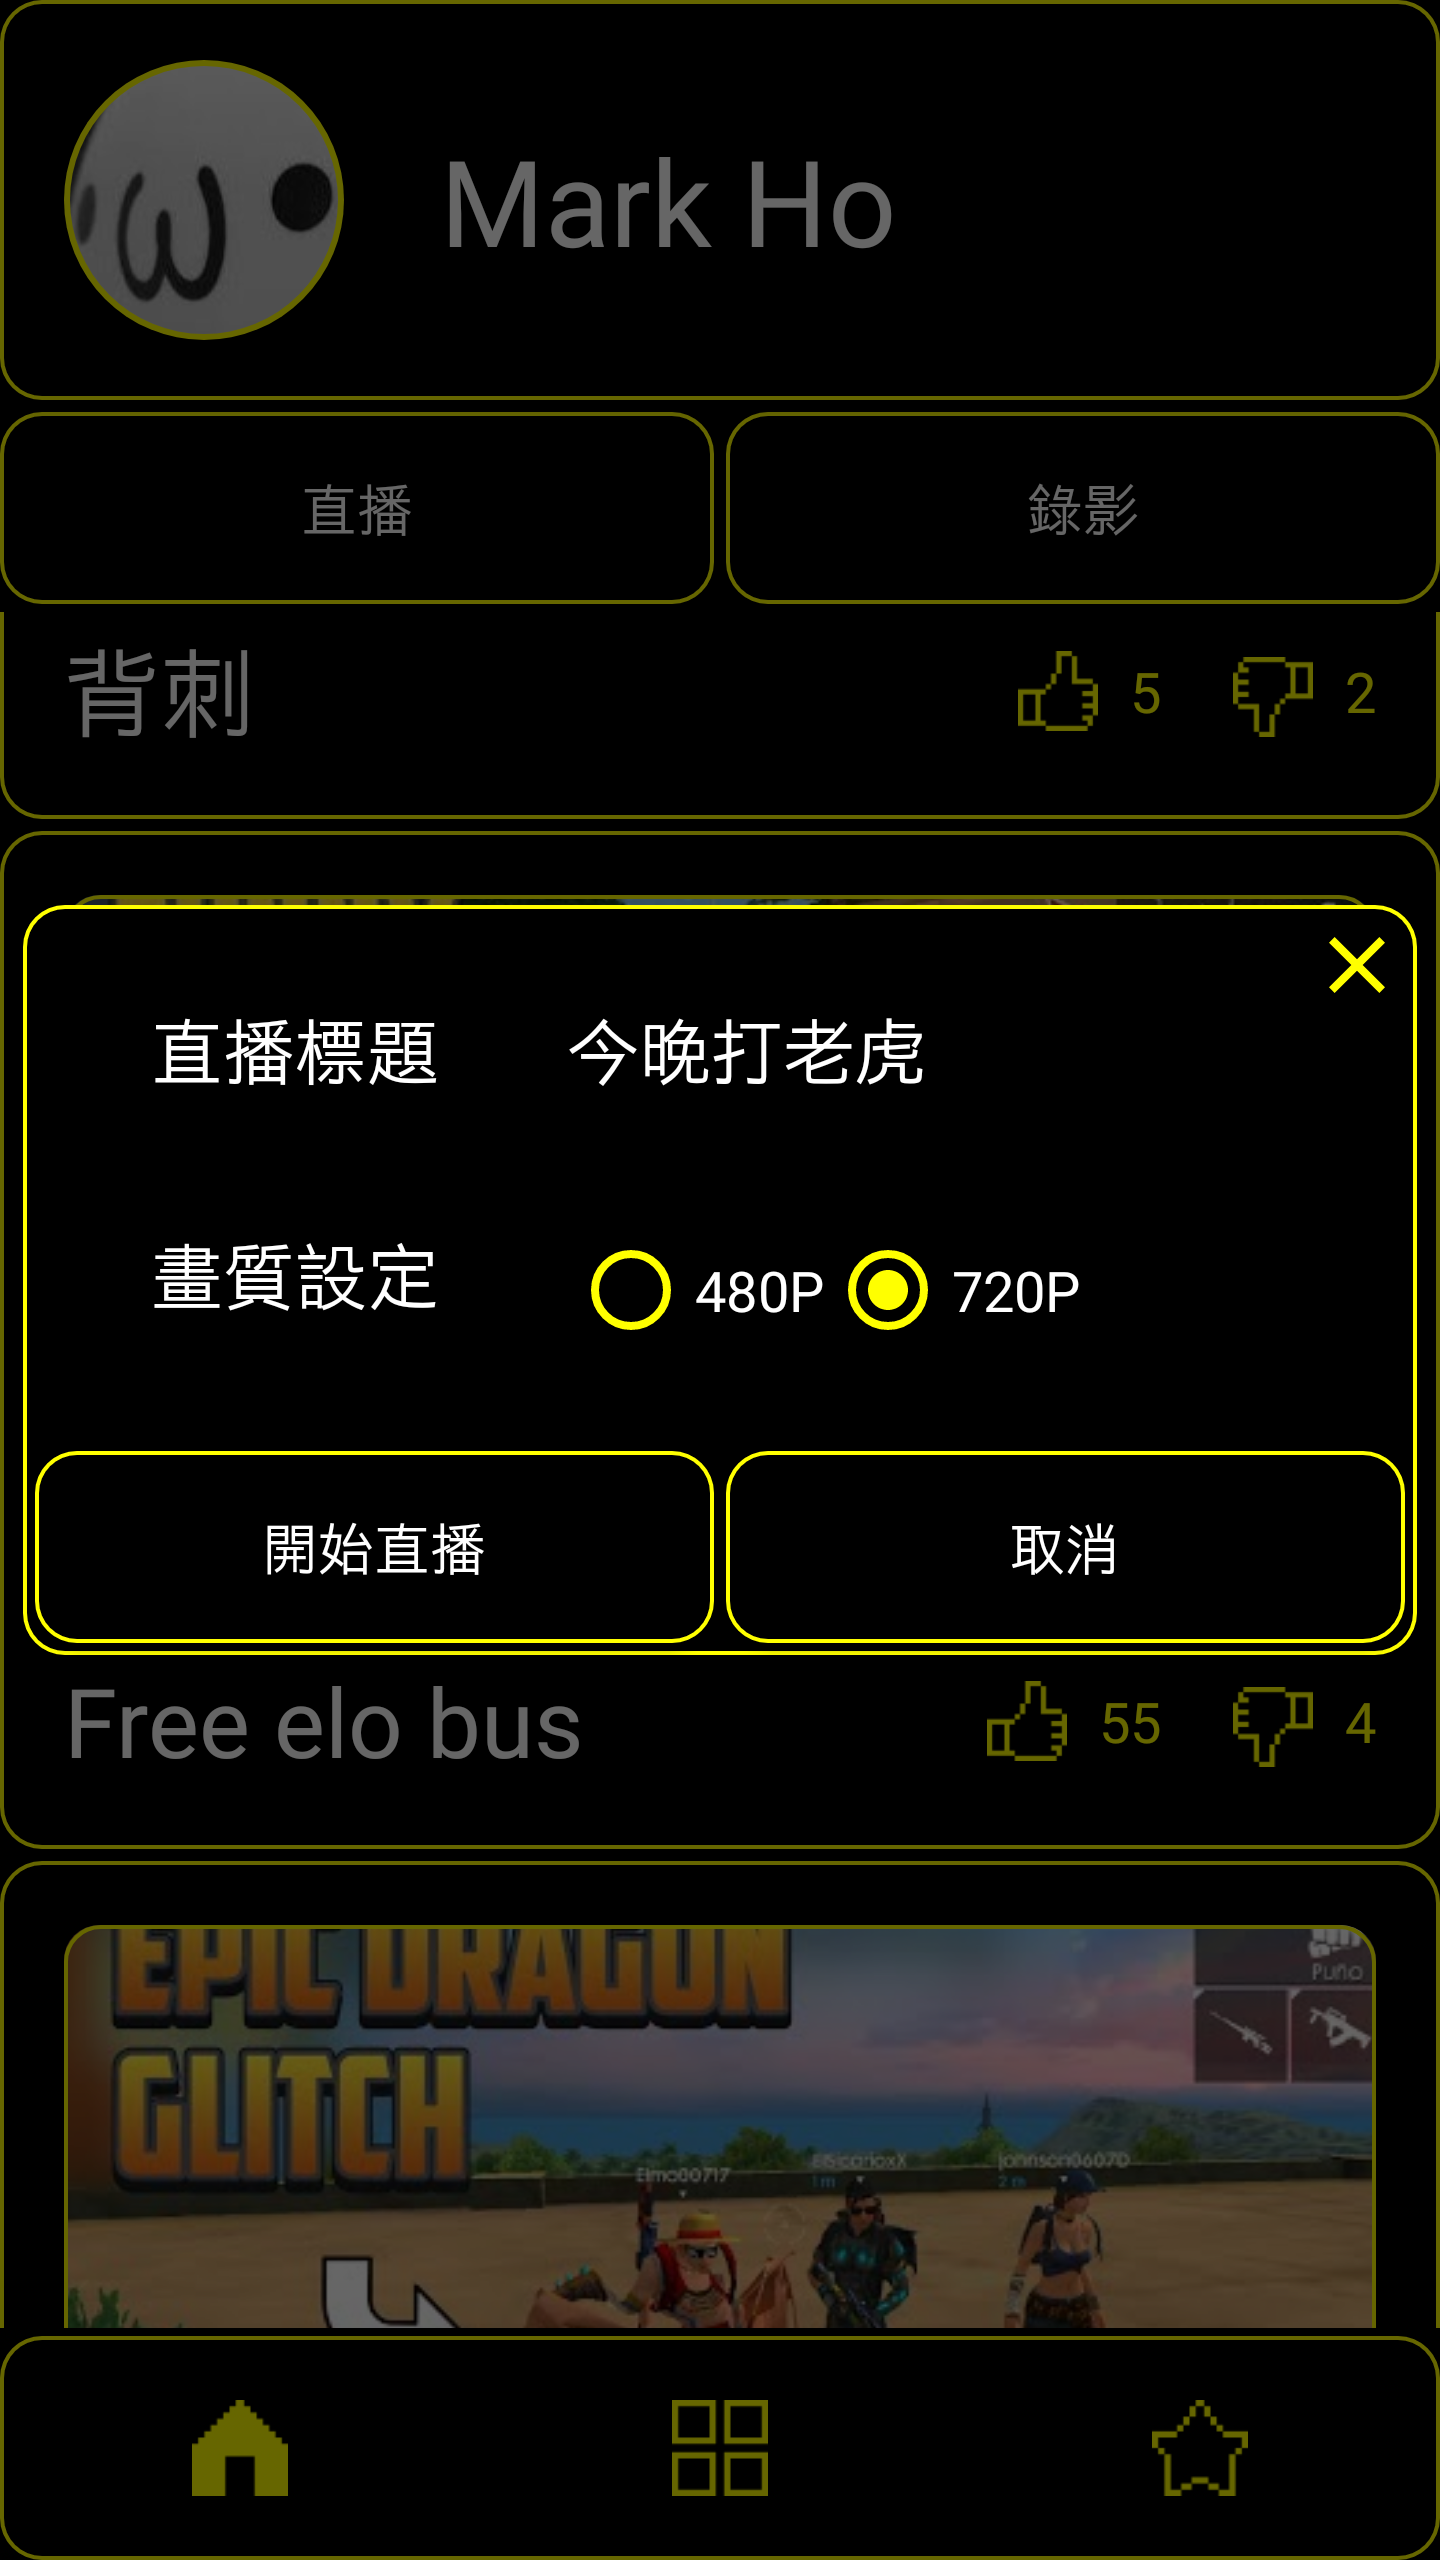 Mark Ho
直播 錄影
背刺 5 2
直播標題 今晚打老虎
畫質設定 480P 720P
開始直播 取消
Free elo bus 55 4
EPIC DRAGON
GLITCH
Puño
Elmo00717 ElSicarioxX johnson0607D
1 m 2 m